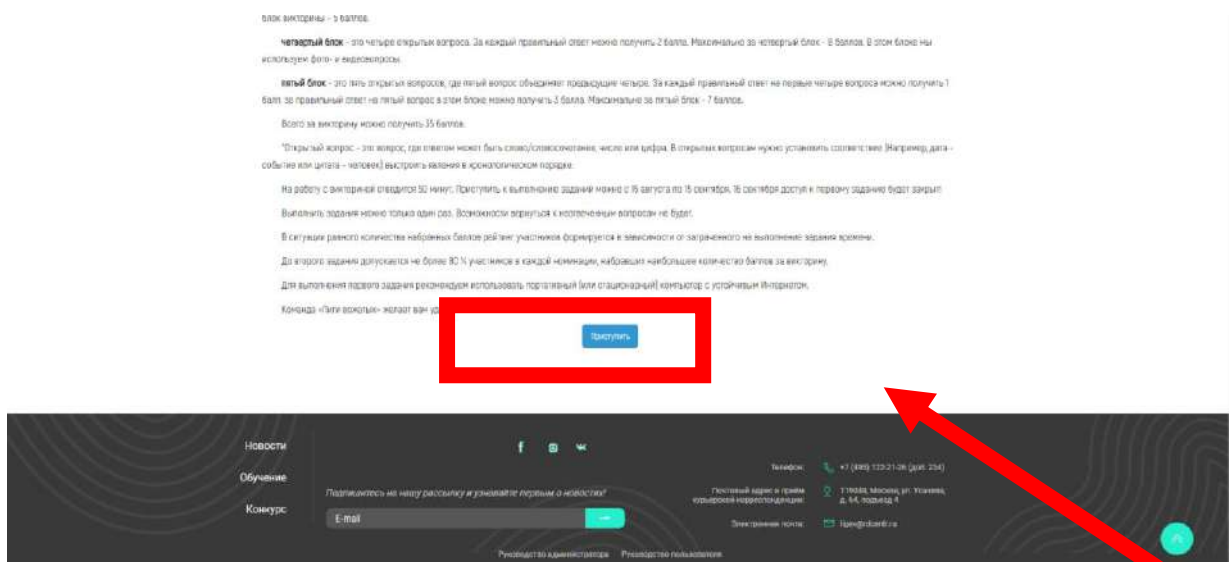 блок викторины – 5 баллов.
четвертый блок - это четыре открытых вопроса. За каждый правильный ответ можно получить 2 балла. Максимально за четвертый блок - 8 баллов. В этом блоке мы
используем фото- и видеовопросы.
пятый блок - это пять открытых вопросов, где пятый вопрос объединяет предыдущие четыре. За каждый правильный ответ на первые четыре вопроса можно получить 1
балл, за правильный ответ на пятый вопрос в этом блоке можно получить 3 балла. Максимально за пятый блок - 7 баллов.
Всего за викторину можно получить 35 баллов.
*Открытый вопрос – это вопрос, где ответом может быть слово/словосочетание, число или цифра. В открытых вопросах нужно установить соответствие (Например, дата –
событие или цитата – человек) выстроить явления в хронологическом порядке.
На работу с викториной отводится 50 минут. Приступить к выполнению заданий можно с 15 августа по 15 сентября, 16 сентября доступ к первому заданию будет закрыт!
Выполнить задания можно только один раз. Возможности вернуться к неотвеченным вопросам не будет.
В ситуации равного количества набранных баллов рейтинг участников формируется в зависимости от затраченного на выполнение задания времени.
До второго задания допускается не более 80 % участников в каждой номинации, набравших наибольшее количество баллов за викторину.
Для выполнения первого задания рекомендуем использовать портативный (или стационарный) компьютер с устойчивым Интернетом.
Команда «Лиги вожатых» желает вам
Приступить
Новости
Обучение
Конкурс
Подпишитесь на нашу рассылку и узнавайте первым о новостях!
E-mail
Телефон:
Почтовый адрес и приём
курьерской корреспонденции:
119048, Москва, ул. Усачева,
д. 64, подъезд 4
Электронная почта:
Руководство администратора Руководство пользователя